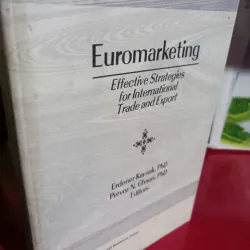 Euromarketing
Effective Strategies
for International
Trade and Export
Erdener Kaynak, PhD
Pervez N. Ghauri, PhD
Editors